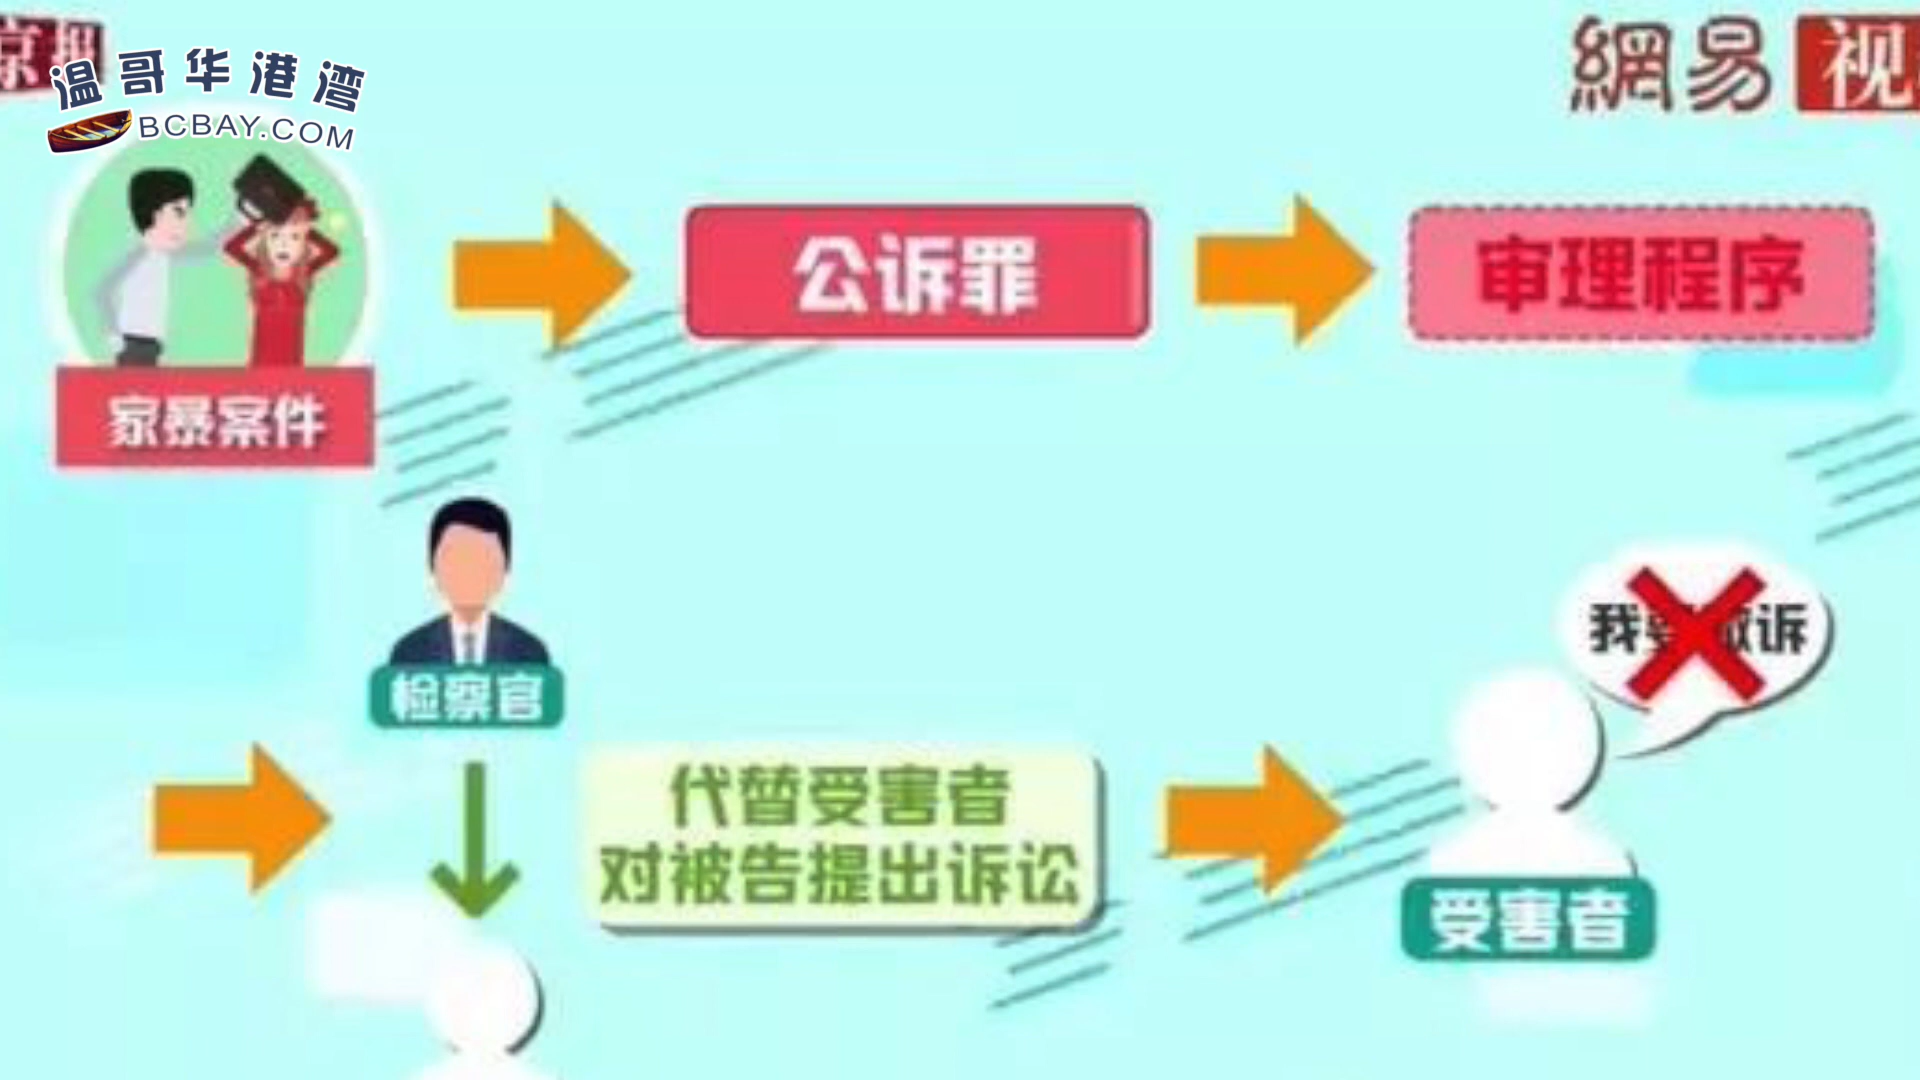 京报
温哥华港湾
BCBAY.COM
網易 视
公诉罪
审理程序
家暴案件
我要撤诉
检察官
代替受害者
对被告提出诉讼
受害者